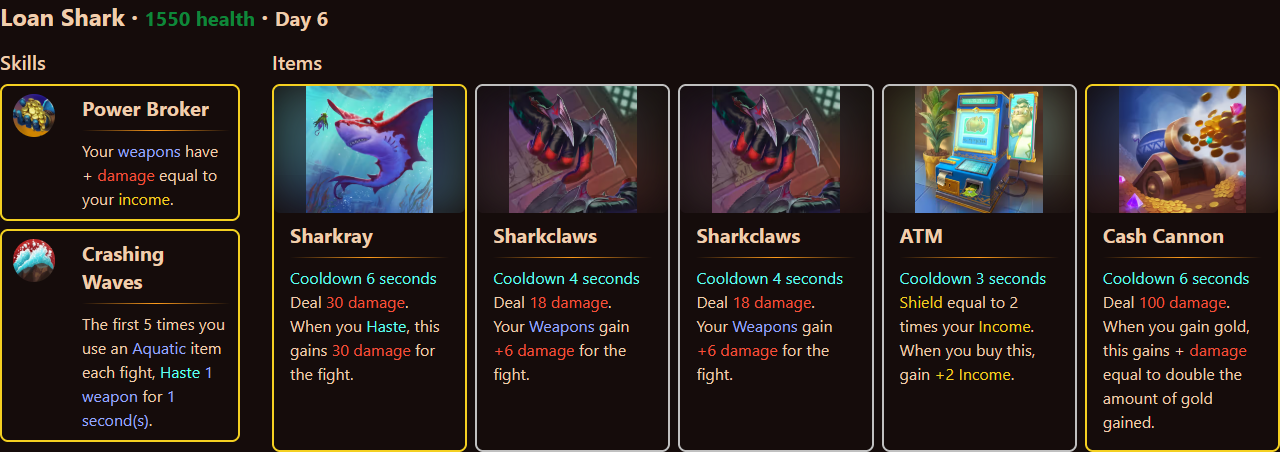 Loan Shark · 1550 health · Day 6
Skills
Power Broker
Your weapons have
+ damage equal to
your income.
Crashing
Waves
The first 5 times you
use an Aquatic item
each fight, Haste 1
weapon for 1
second(s).
Items
Sharkray
Cooldown 6 seconds
Deal 30 damage.
When you Haste, this
gains 30 damage for
the fight.
Sharkclaws
Cooldown 4 seconds
Deal 18 damage.
Your Weapons gain
+6 damage for the
fight.
Sharkclaws
Cooldown 4 seconds
Deal 18 damage.
Your Weapons gain
+6 damage for the
fight.
ATM
Cooldown 3 seconds
Shield equal to 2
times your Income.
When you buy this,
gain +2 Income.
Cash Cannon
Cooldown 6 seconds
Deal 100 damage.
When you gain gold,
this gains + damage
equal to double the
amount of gold
gained.